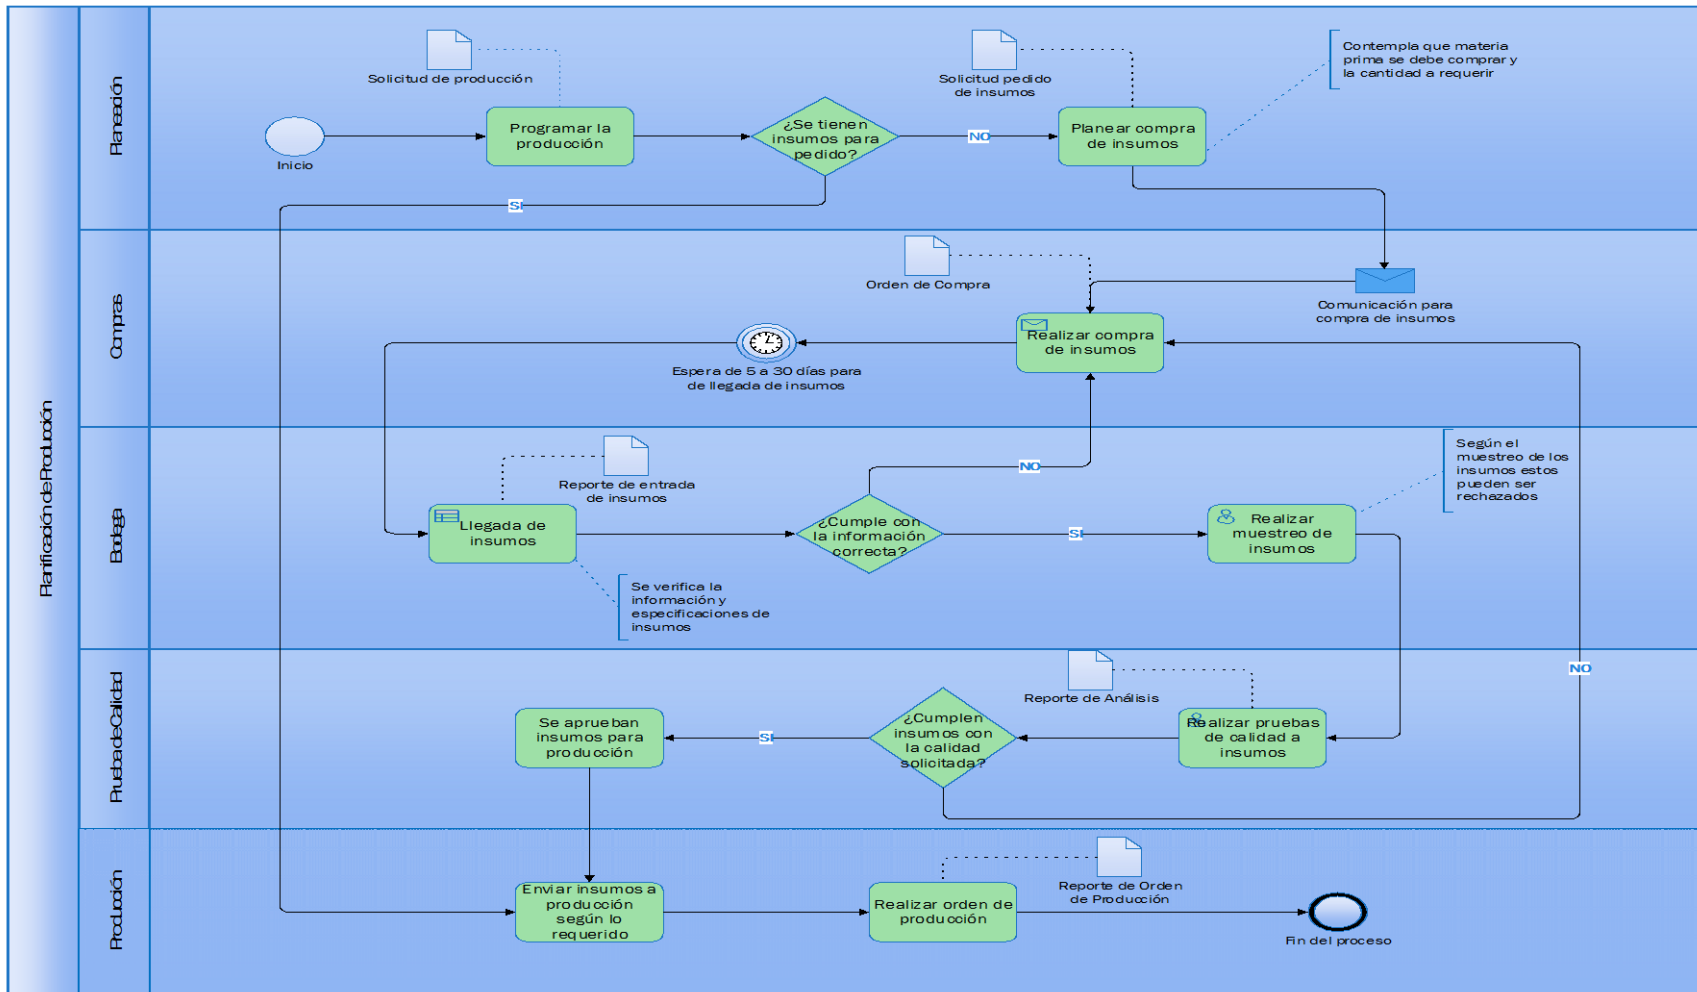 Planificación de Producción
Planeación
Solicitud de producción
Solicitud pedido
de insumos
Contempla que materia
prima se debe comprar y
la cantidad a requerir
Inicio
Programar la
producción
¿Se tienen
insumos para
pedido?
NO
Planear compra
de insumos
SI
Compras
Orden de Compra
Comunicación para
compra de insumos
Realizar compra
de insumos
Espera de 5 a 30 días para
de llegada de insumos
Bodega
Reporte de entrada
de insumos
NO
Según el
muestreo de los
insumos estos
pueden ser
rechazados
Llegada de
insumos
¿Cumple con
la información
correcta?
SI
Realizar
muestreo de
insumos
Se verifica la
información y
especificaciones de
insumos
Prueba de Calidad
Reporte de Análisis
NO
Se aprueban
insumos para
producción
SI
¿Cumplen
insumos con
la calidad
solicitada?
Realizar pruebas
de calidad a
insumos
Producción
Enviar insumos a
producción
según lo
requerido
Realizar orden de
producción
Reporte de Orden
de Producción
Fin del proceso